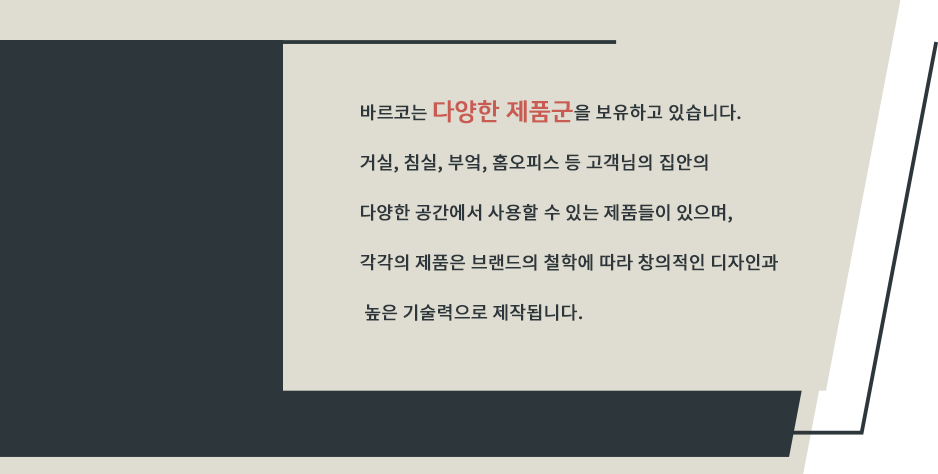 바르코는 다양한 제품군을 보유하고 있습니다.
거실, 침실, 부엌, 홈오피스 등 고객님의 집안의
다양한 공간에서 사용할 수 있는 제품들이 있으며,
각각의 제품은 브랜드의 철학에 따라 창의적인 디자인과
높은 기술력으로 제작됩니다.